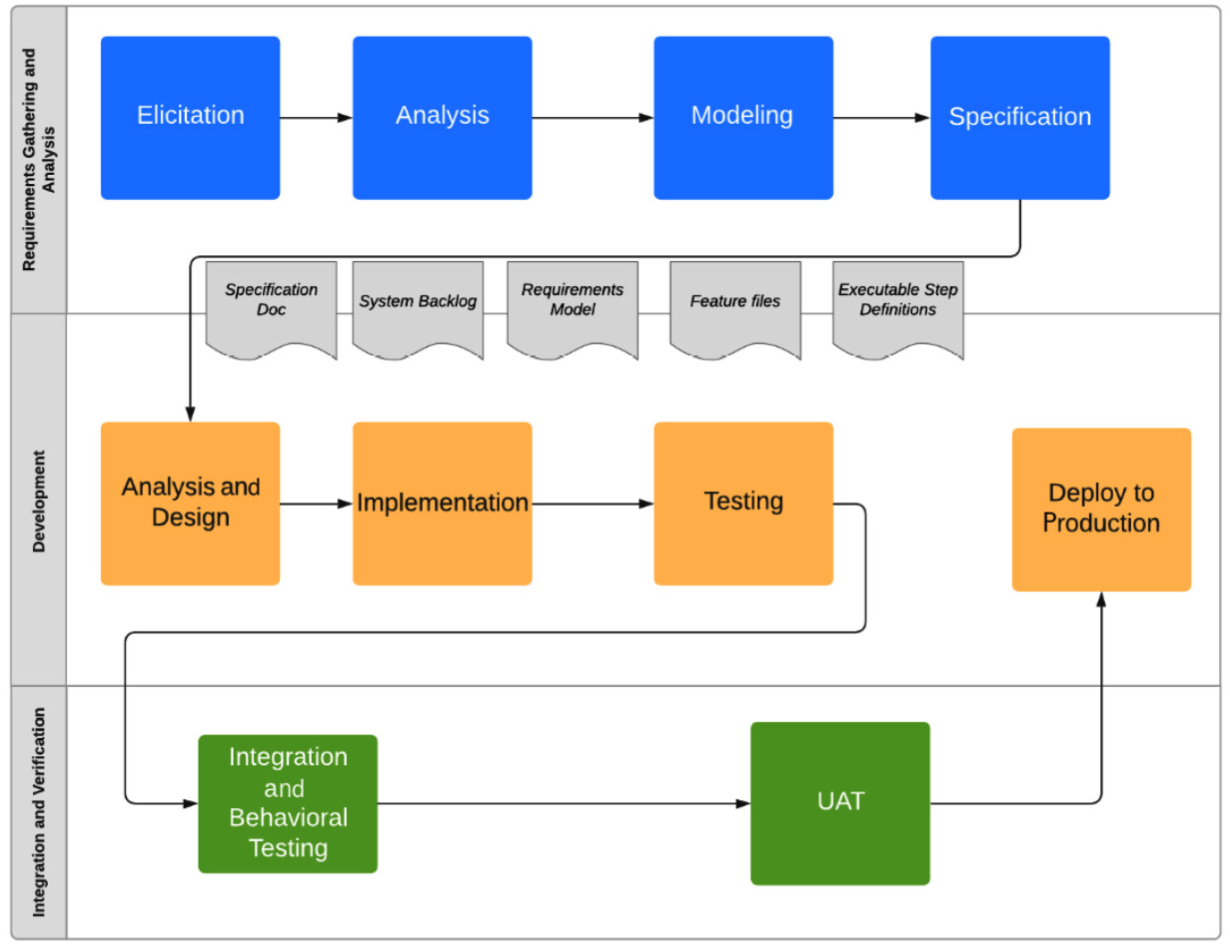 Requirements Gathering and
Analysis
Elicitation
Analysis
Modeling
Specification
Specification
Doc
System Backlog
Requirements
Model
Feature files
Executable Step
Definitions
Development
Analysis and
Design
Implementation
Testing
Deploy to
Production
Integration and Verification
Integration
and
Behavioral
Testing
UAT